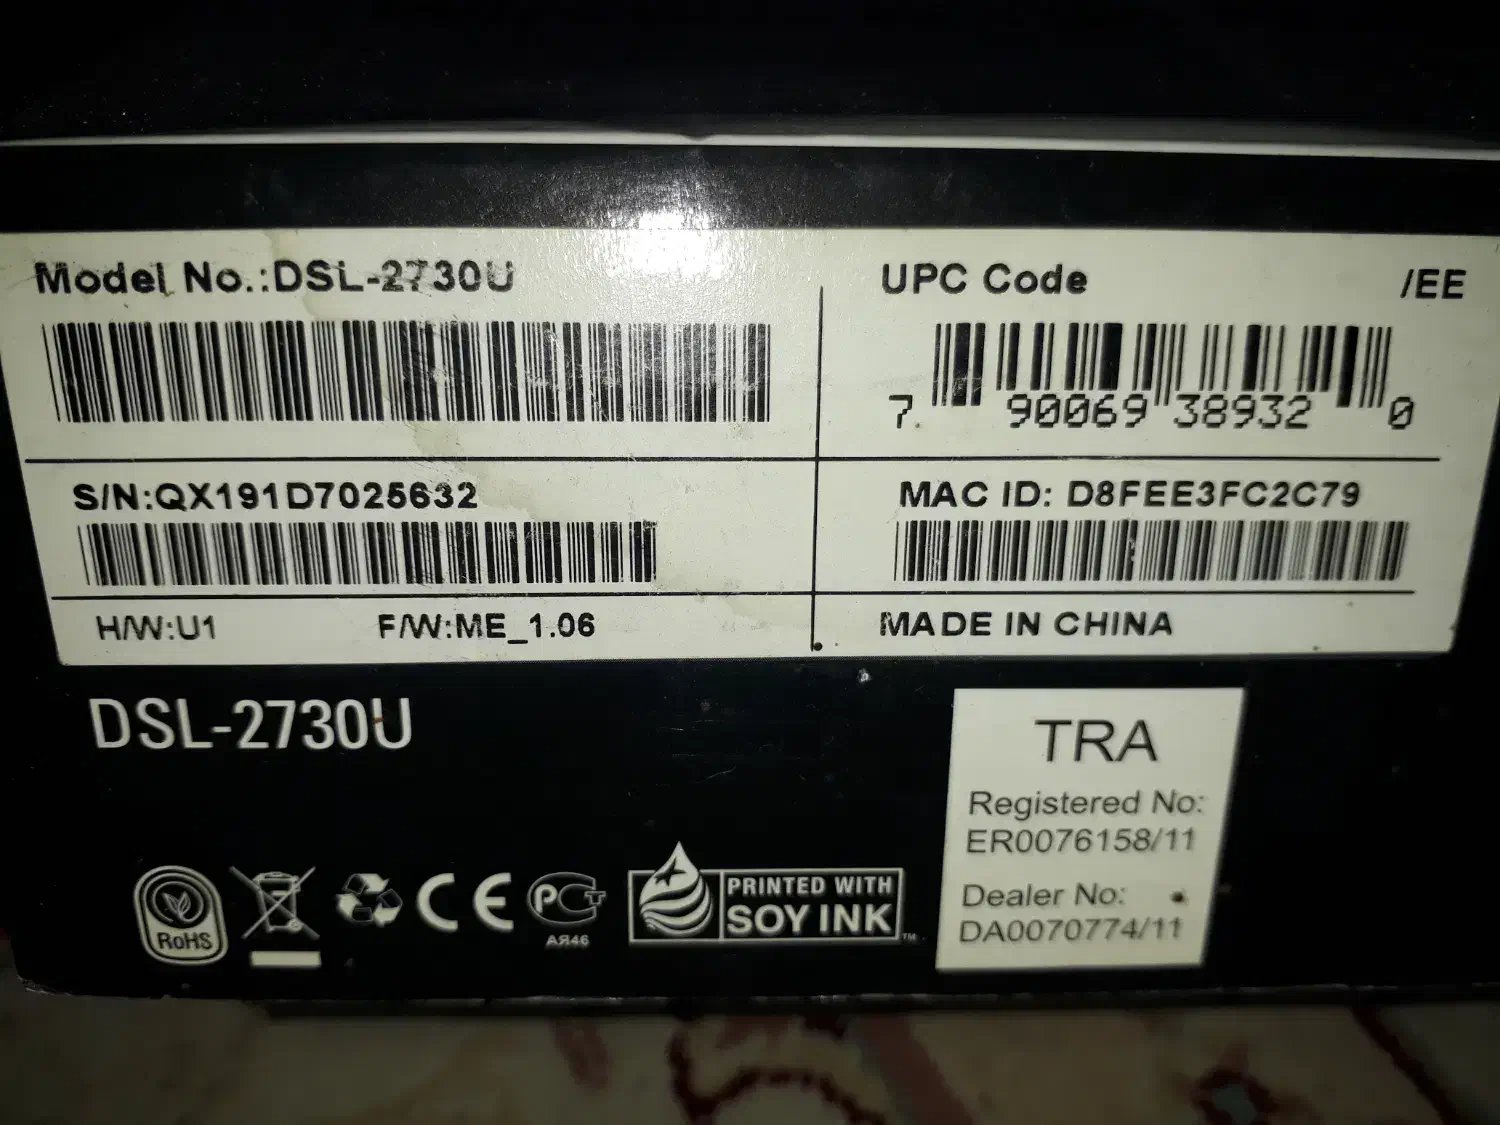 Model No.:DSL-2730U
UPC Code /EE
7 90069 38932 0
S/N:QX191D7025632
MAC ID: D8FEE3FC2C79
H/W:U1 F/W:ME_1.06
MADE IN CHINA
DSL-2730U
TRA
Registered No:
ER0076158/11
Dealer No:
DA0070774/11
RoHS
CE
PCT
АЯ46
PRINTED WITH
SOY INK™